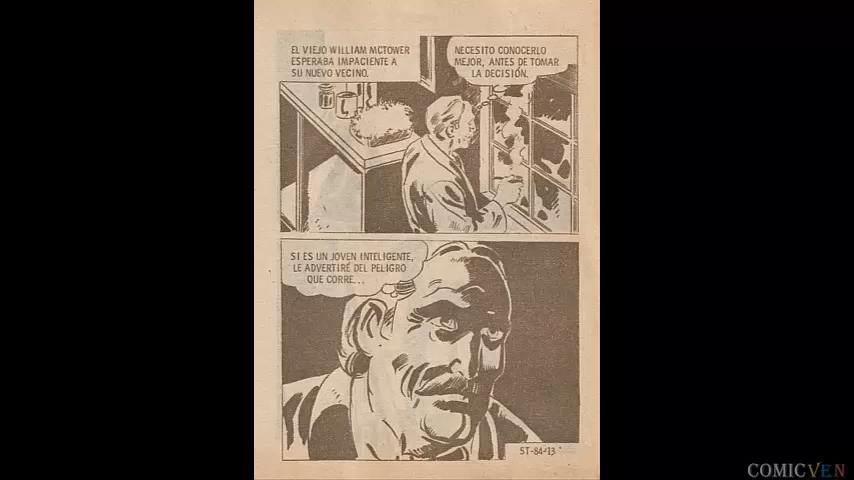 EL VIEJO WILLIAM MCTOWER
ESPERABA IMPACIENTE A
SU NUEVO VECINO.
NECESITO CONOCERLO
MEJOR, ANTES DE TOMAR
LA DECISIÓN.
SI ES UN JOVEN INTELIGENTE,
LE ADVERTIRÉ DEL PELIGRO
QUE CORRE...
ST-84-13
COMICVEN